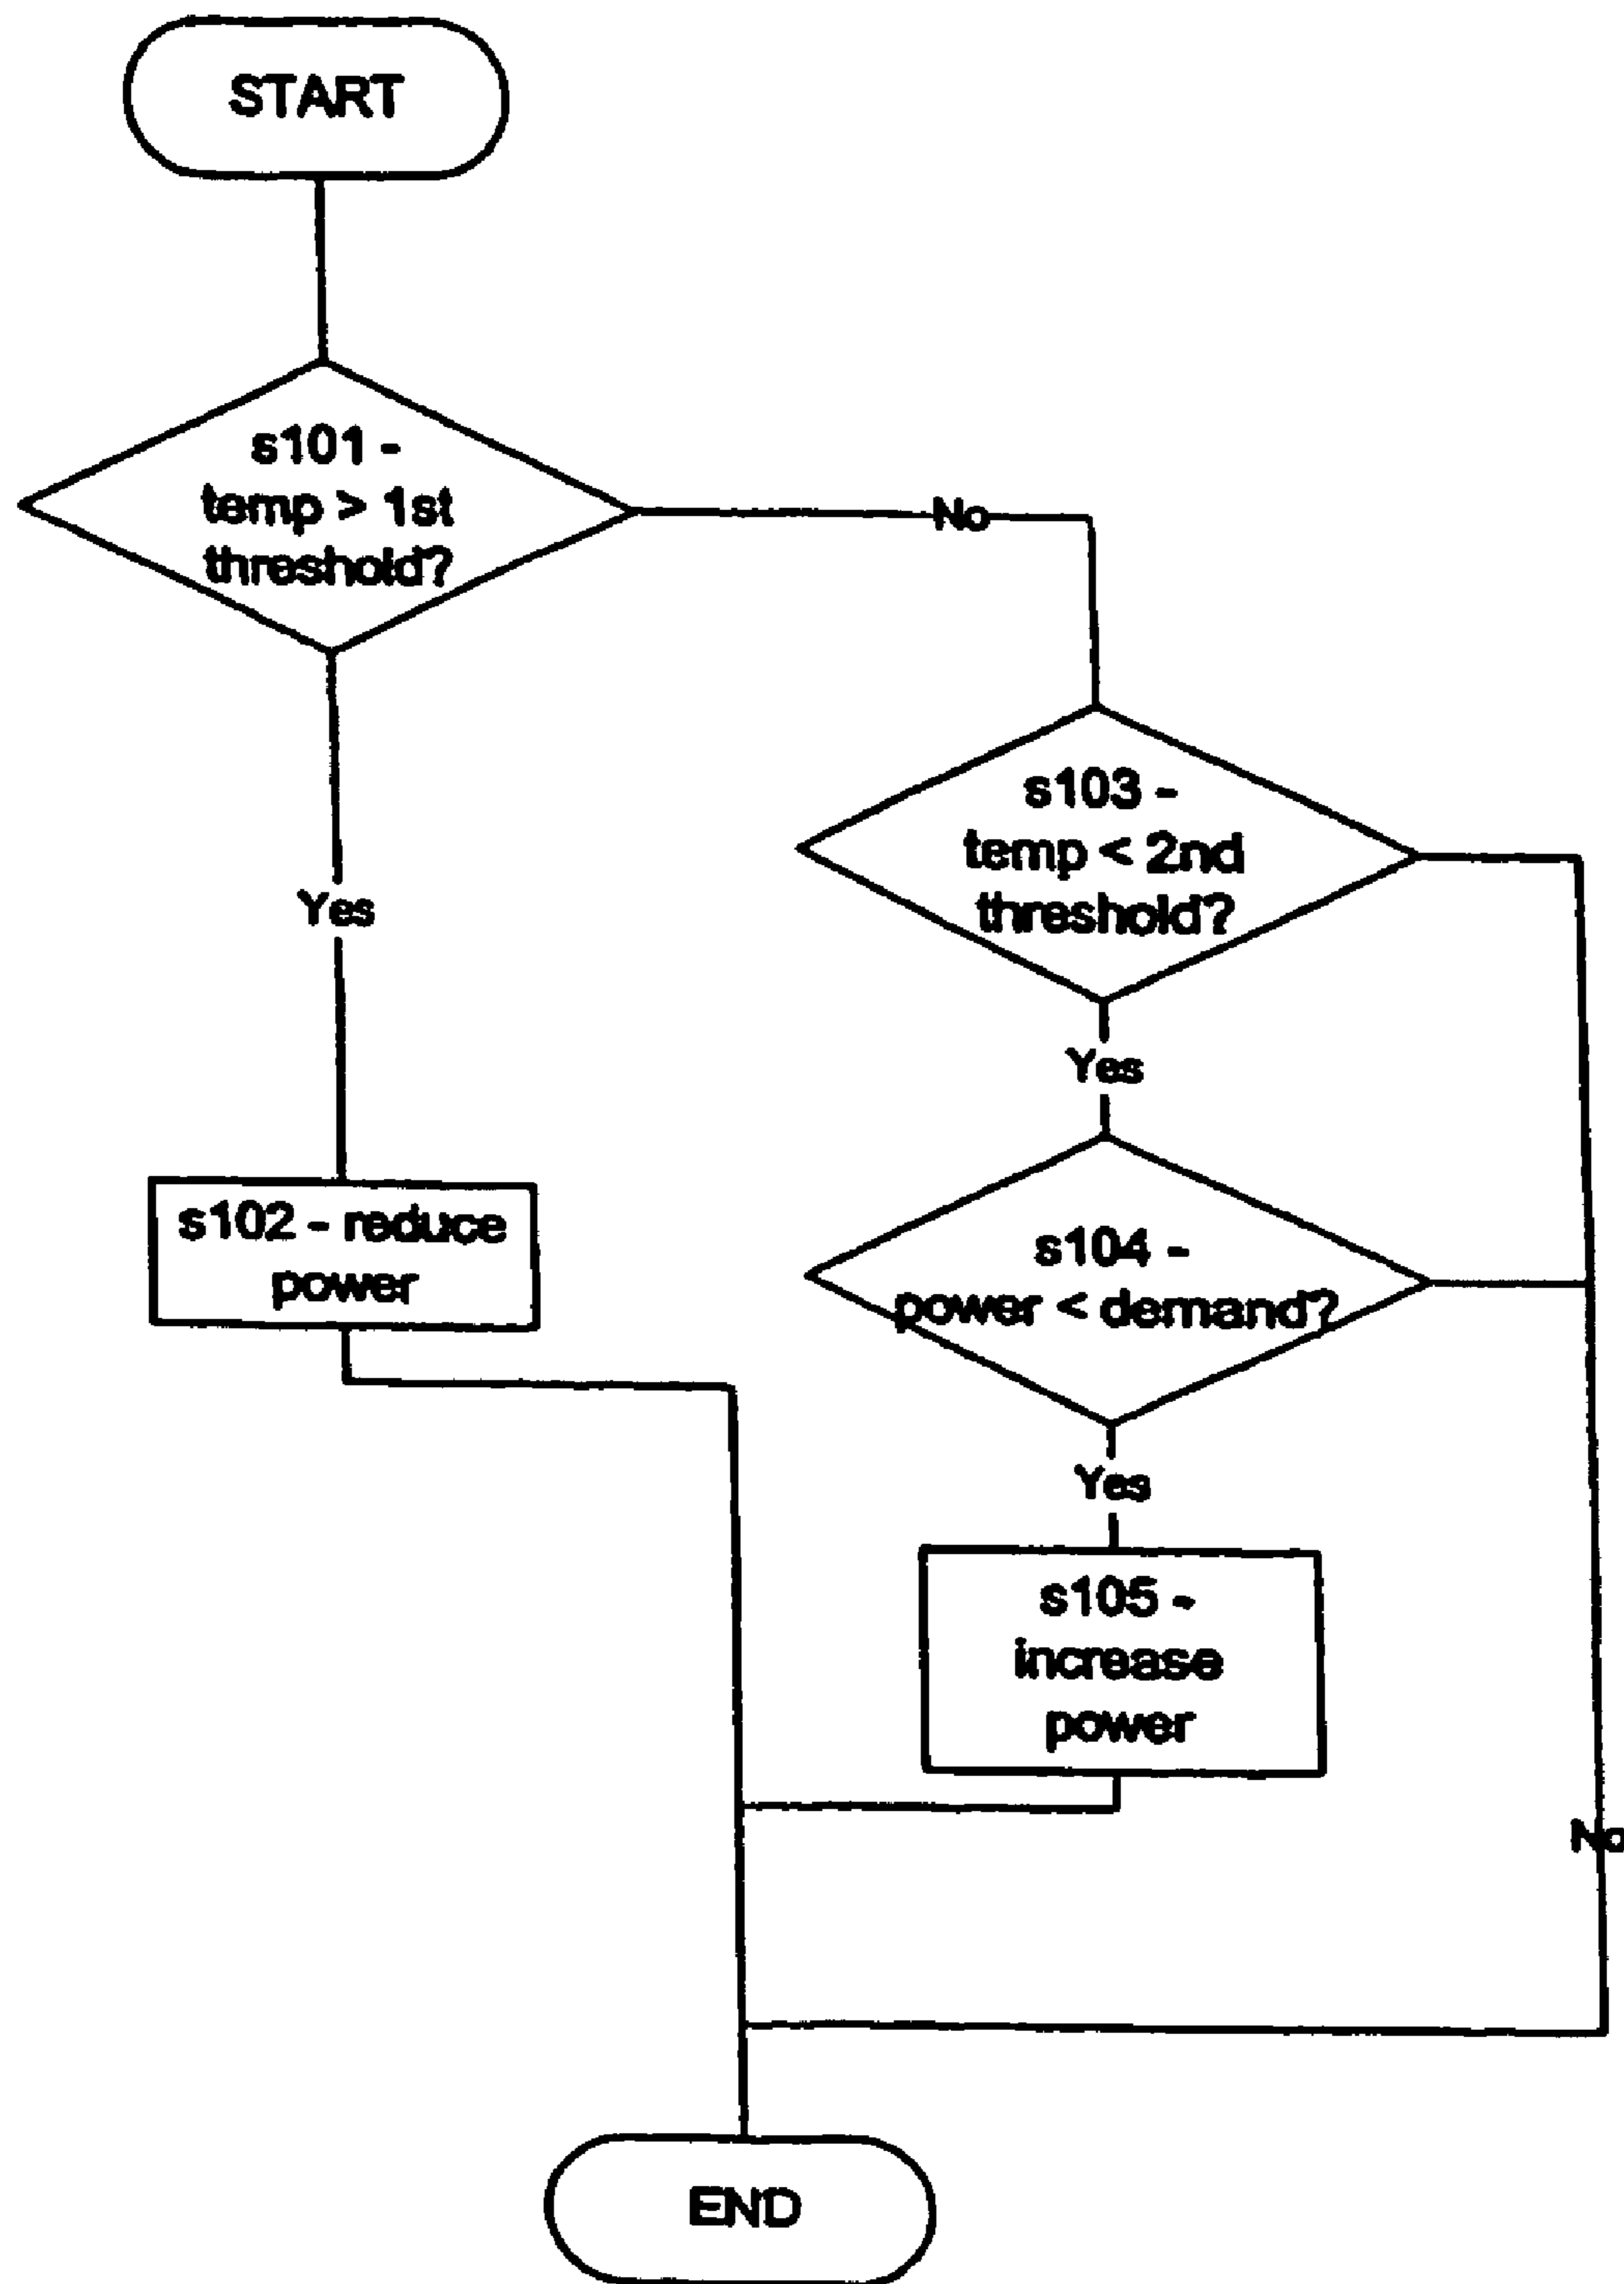 START
s101 -
temp > 1st
threshold?
No
Yes
s102 - reduce
power
s103 -
temp < 2nd
threshold?
Yes
s104 -
power < demand?
Yes
s105 -
increase
power
No
END